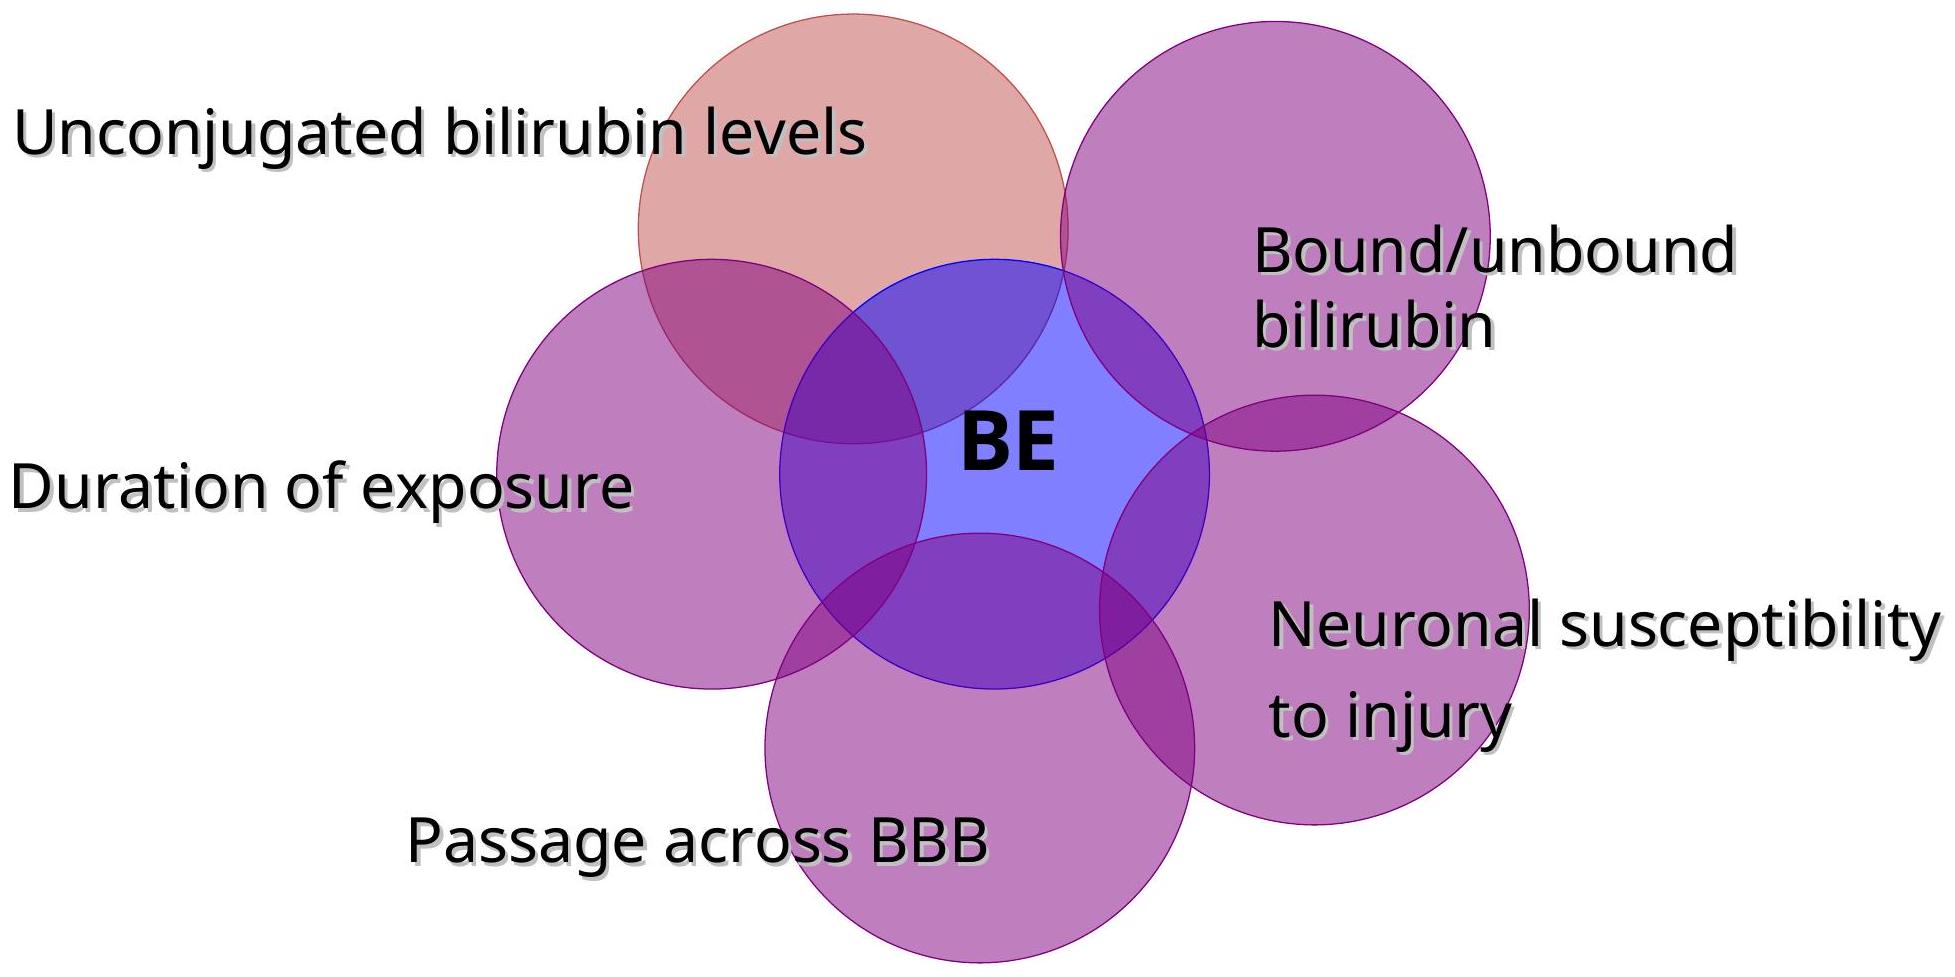 Unconjugated bilirubin levels
Bound/unbound
bilirubin
BE
Duration of exposure
Neuronal susceptibility
to injury
Passage across BBB